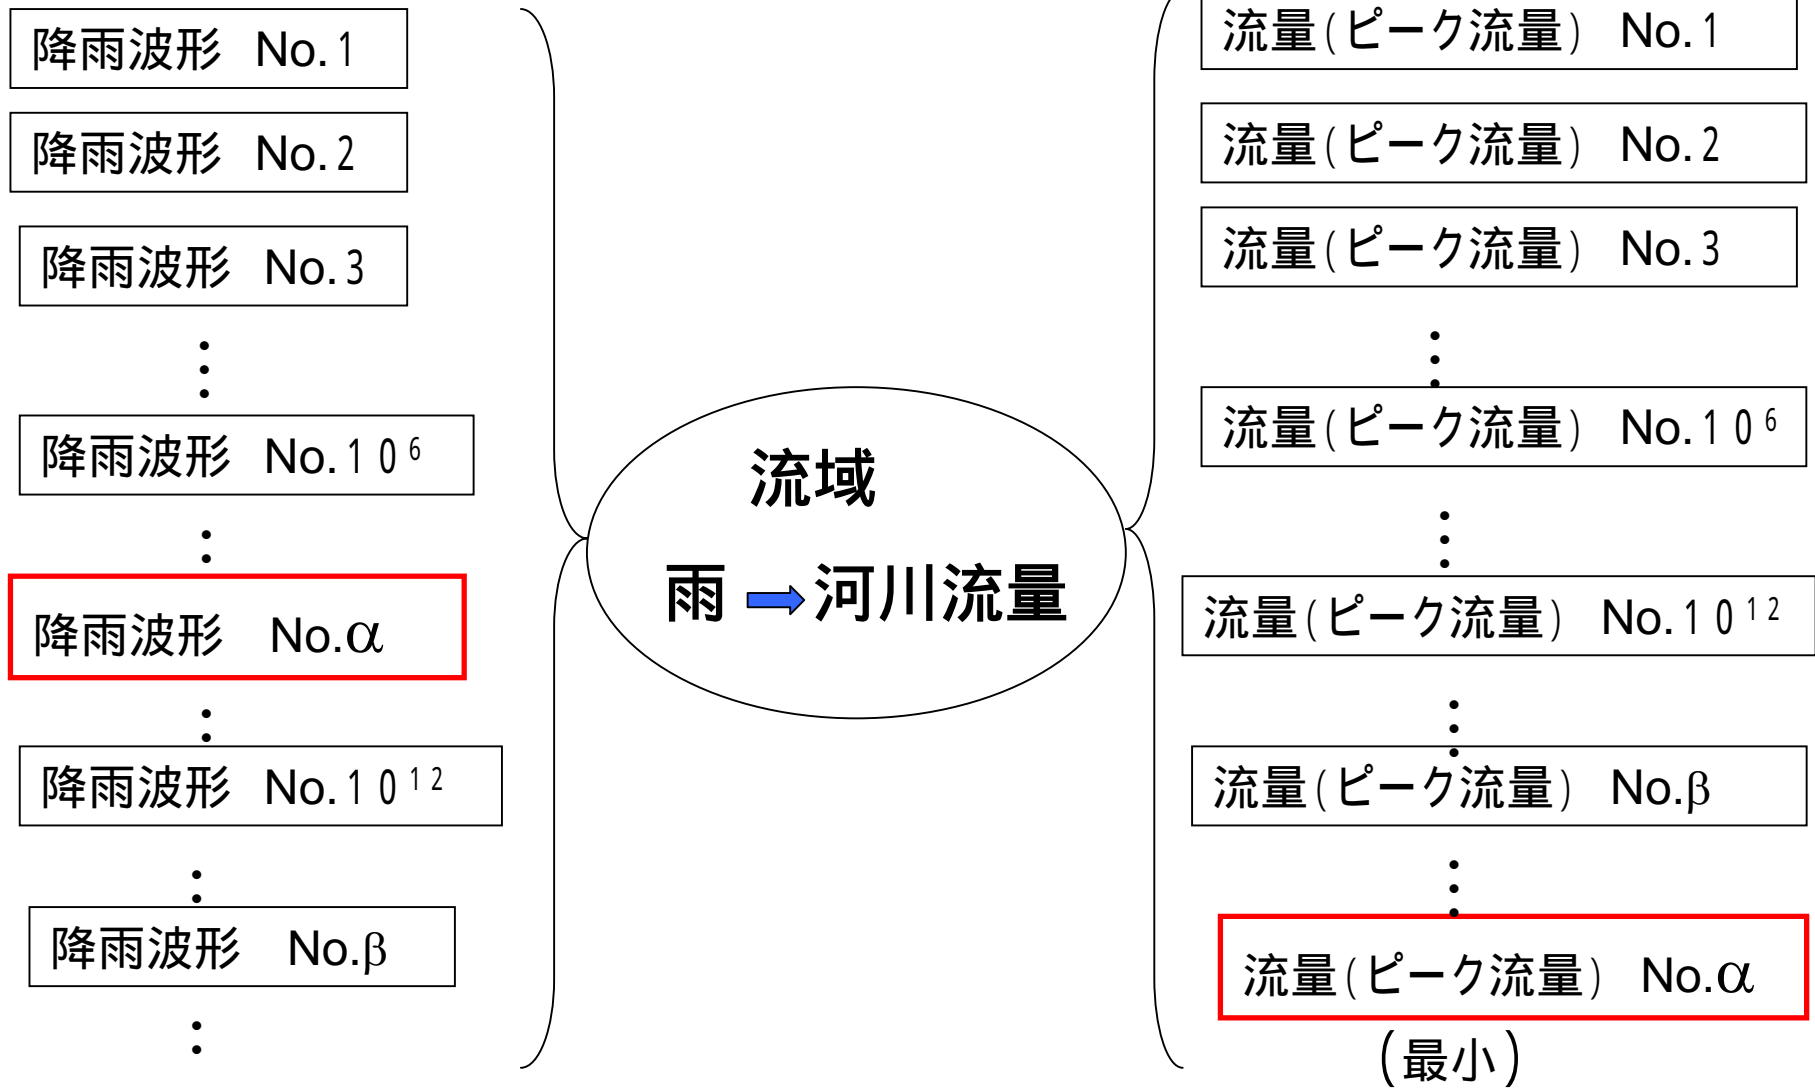 降雨波形 No.1
降雨波形 No.2
降雨波形 No.3
⋮
降雨波形 No.10⁶
:
降雨波形 No.α
:
降雨波形 No.10¹²
:
降雨波形 No.β
:
流域
雨 ➡ 河川流量
流量(ピーク流量) No.1
流量(ピーク流量) No.2
流量(ピーク流量) No.3
⋮
流量(ピーク流量) No.10⁶
⋮
流量(ピーク流量) No.10¹²
⋮
流量(ピーク流量) No.β
⋮
流量(ピーク流量) No.α
(最小)